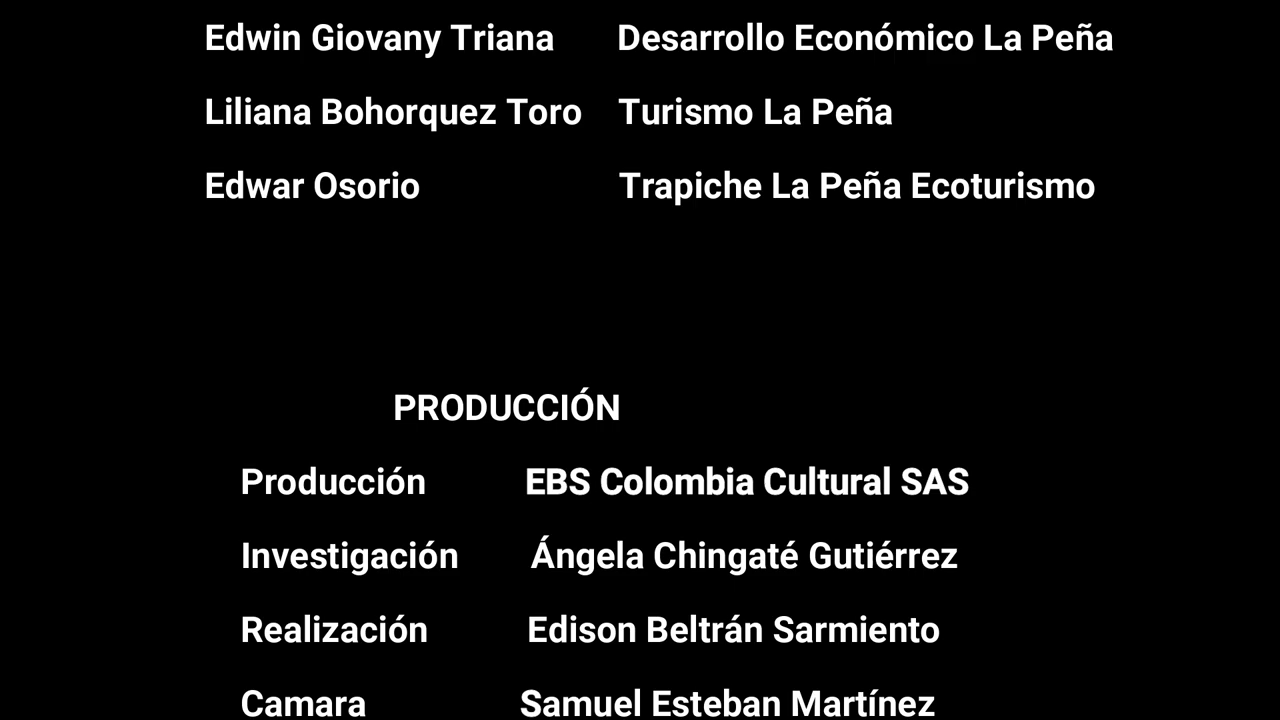 Edwin Giovany Triana Desarrollo Económico La Peña
Liliana Bohorquez Toro Turismo La Peña
Edwar Osorio Trapiche La Peña Ecoturismo
PRODUCCIÓN
Producción EBS Colombia Cultural SAS
Investigación Ángela Chingaté Gutiérrez
Realización Edison Beltrán Sarmiento
Camara Samuel Esteban Martínez